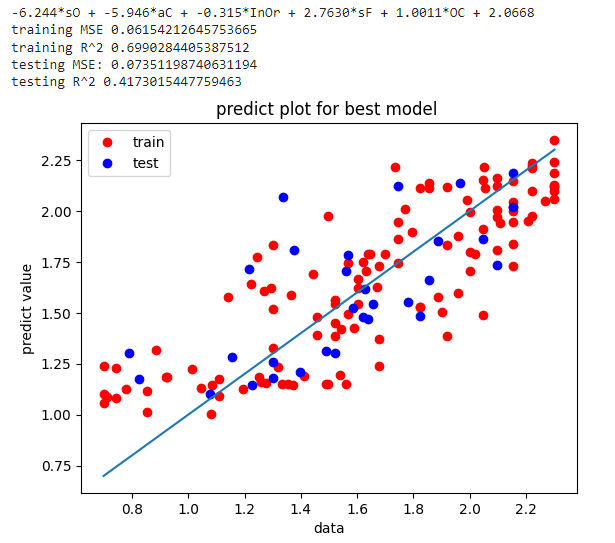 -6.244*sO + -5.946*aC + -0.315*InOr + 2.7630*sF + 1.0011*OC + 2.0668
training MSE 0.06154212645753665
training R^2 0.6990284405387512
testing MSE: 0.07351198740631194
testing R^2 0.4173015447759463
predict plot for best model
train
test
2.25
2.00
1.75
1.50
1.25
1.00
0.75
predict value
0.8
1.0
1.2
1.4
1.6
1.8
2.0
2.2
data